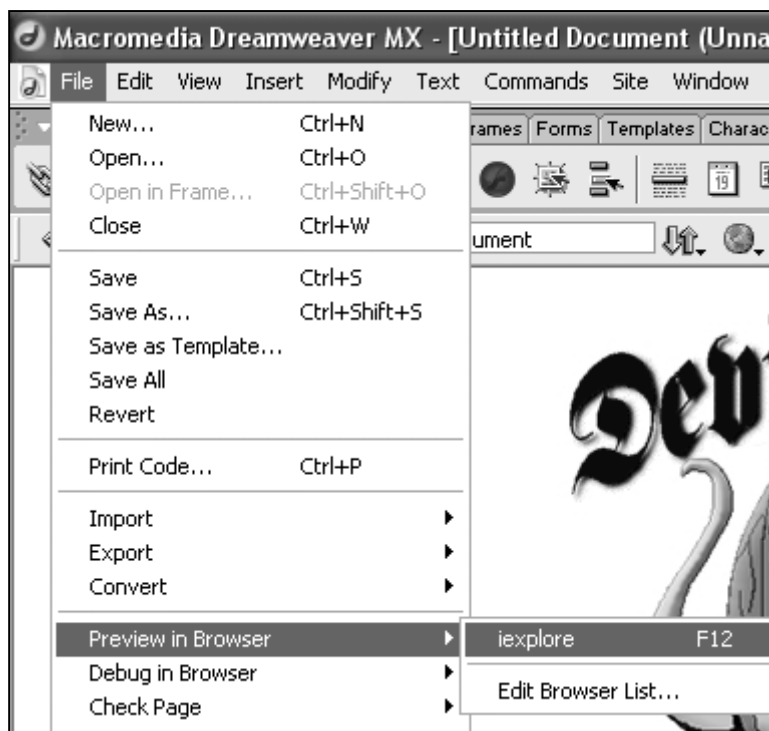 Macromedia Dreamweaver MX - [Untitled Document (Unna
File Edit View Insert Modify Text Commands Site Window
New... Ctrl+N
rames Forms Templates Charac
Open... Ctrl+O
Open in Frame... Ctrl+Shift+O
19
Close Ctrl+W
ument
Save Ctrl+S
Save As... Ctrl+Shift+S
Save as Template...
Save All
Revert
Dev
Print Code... Ctrl+P
Import
Export
Convert
Preview in Browser
iexplore F12
Debug in Browser
Edit Browser List...
Check Page